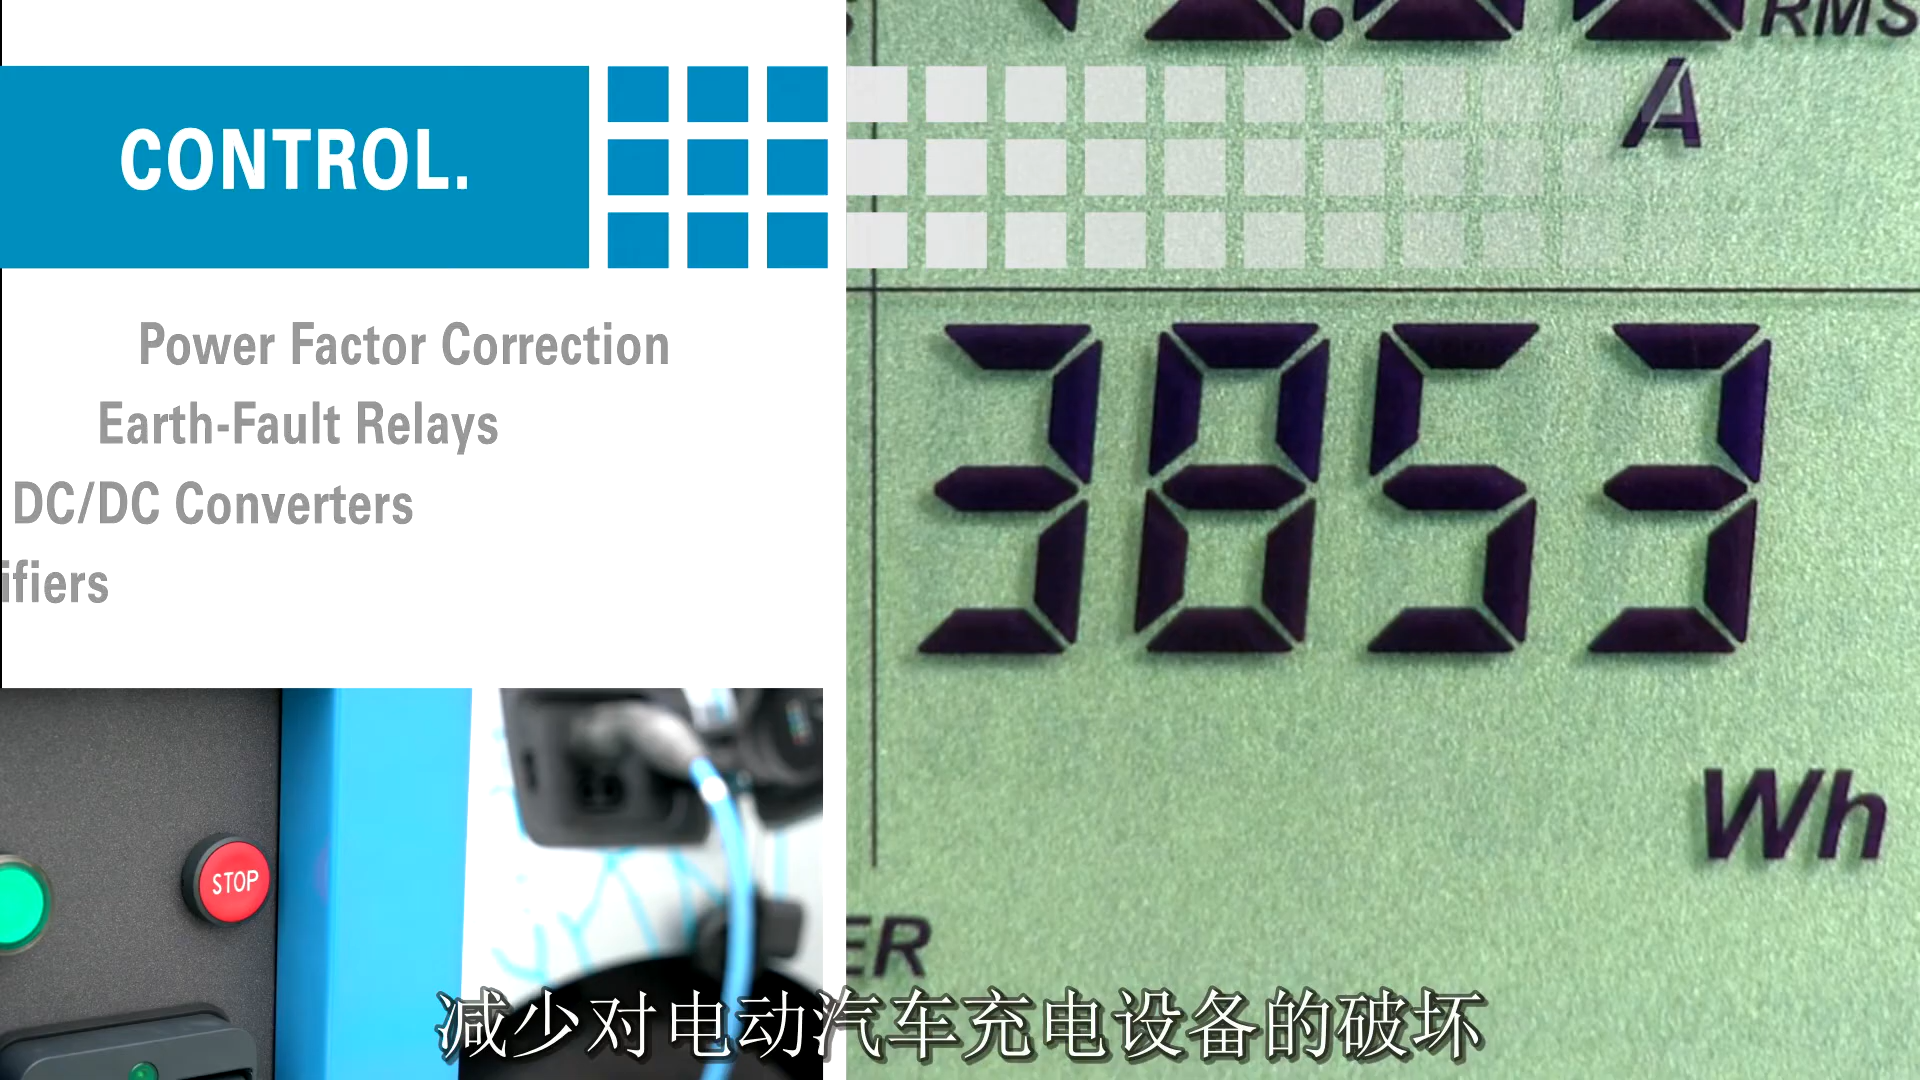 CONTROL.
Power Factor Correction
Earth-Fault Relays
DC/DC Converters
ifiers
RMS
A
3853
Wh
ER
STOP
减少对电动汽车充电设备的破坏